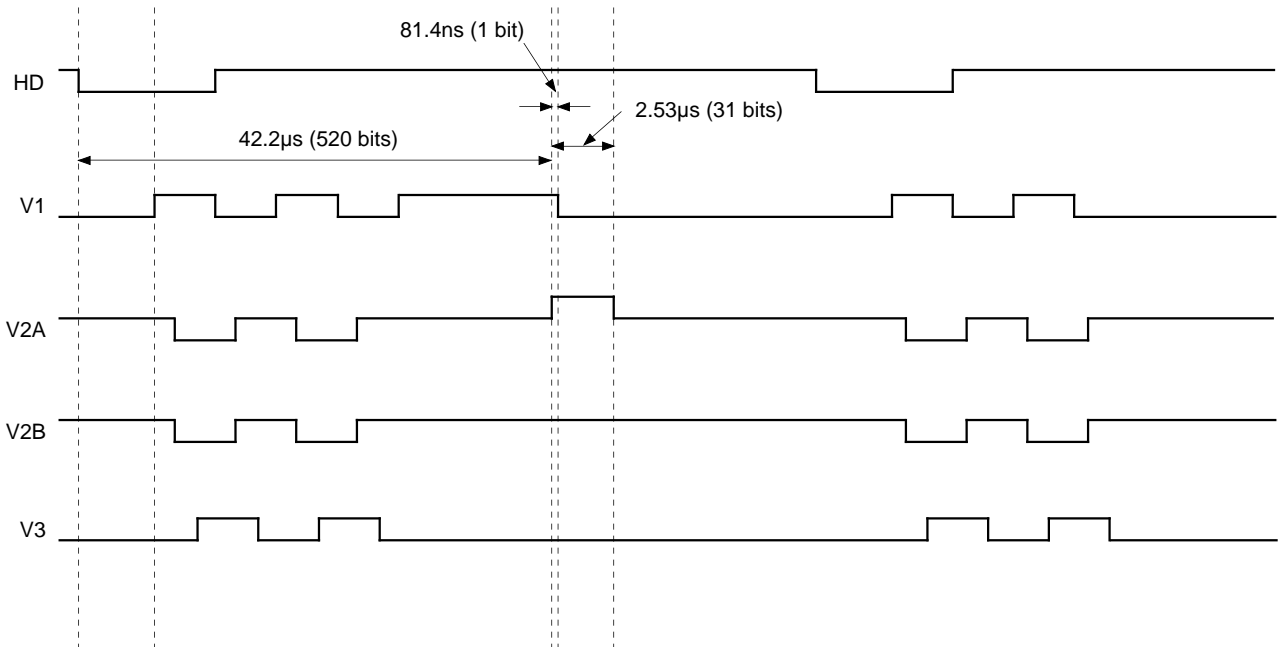 81.4ns (1 bit)
HD
2.53µs (31 bits)
42.2µs (520 bits)
V1
V2A
V2B
V3